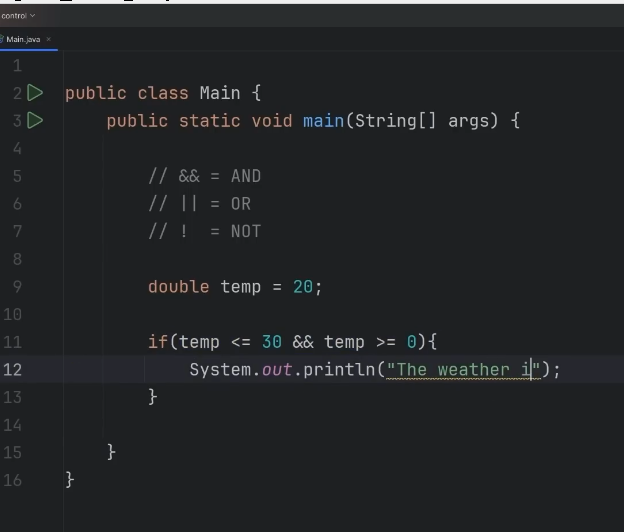 control
Main.java ×
1
2 public class Main {
3 public static void main(String[] args) {
4
5 // && = AND
6 // || = OR
7 // !  = NOT
8
9 double temp = 20;
10
11 if(temp <= 30 && temp >= 0){
12 System.out.println("The weather i");
13 }
14
15 }
16 }